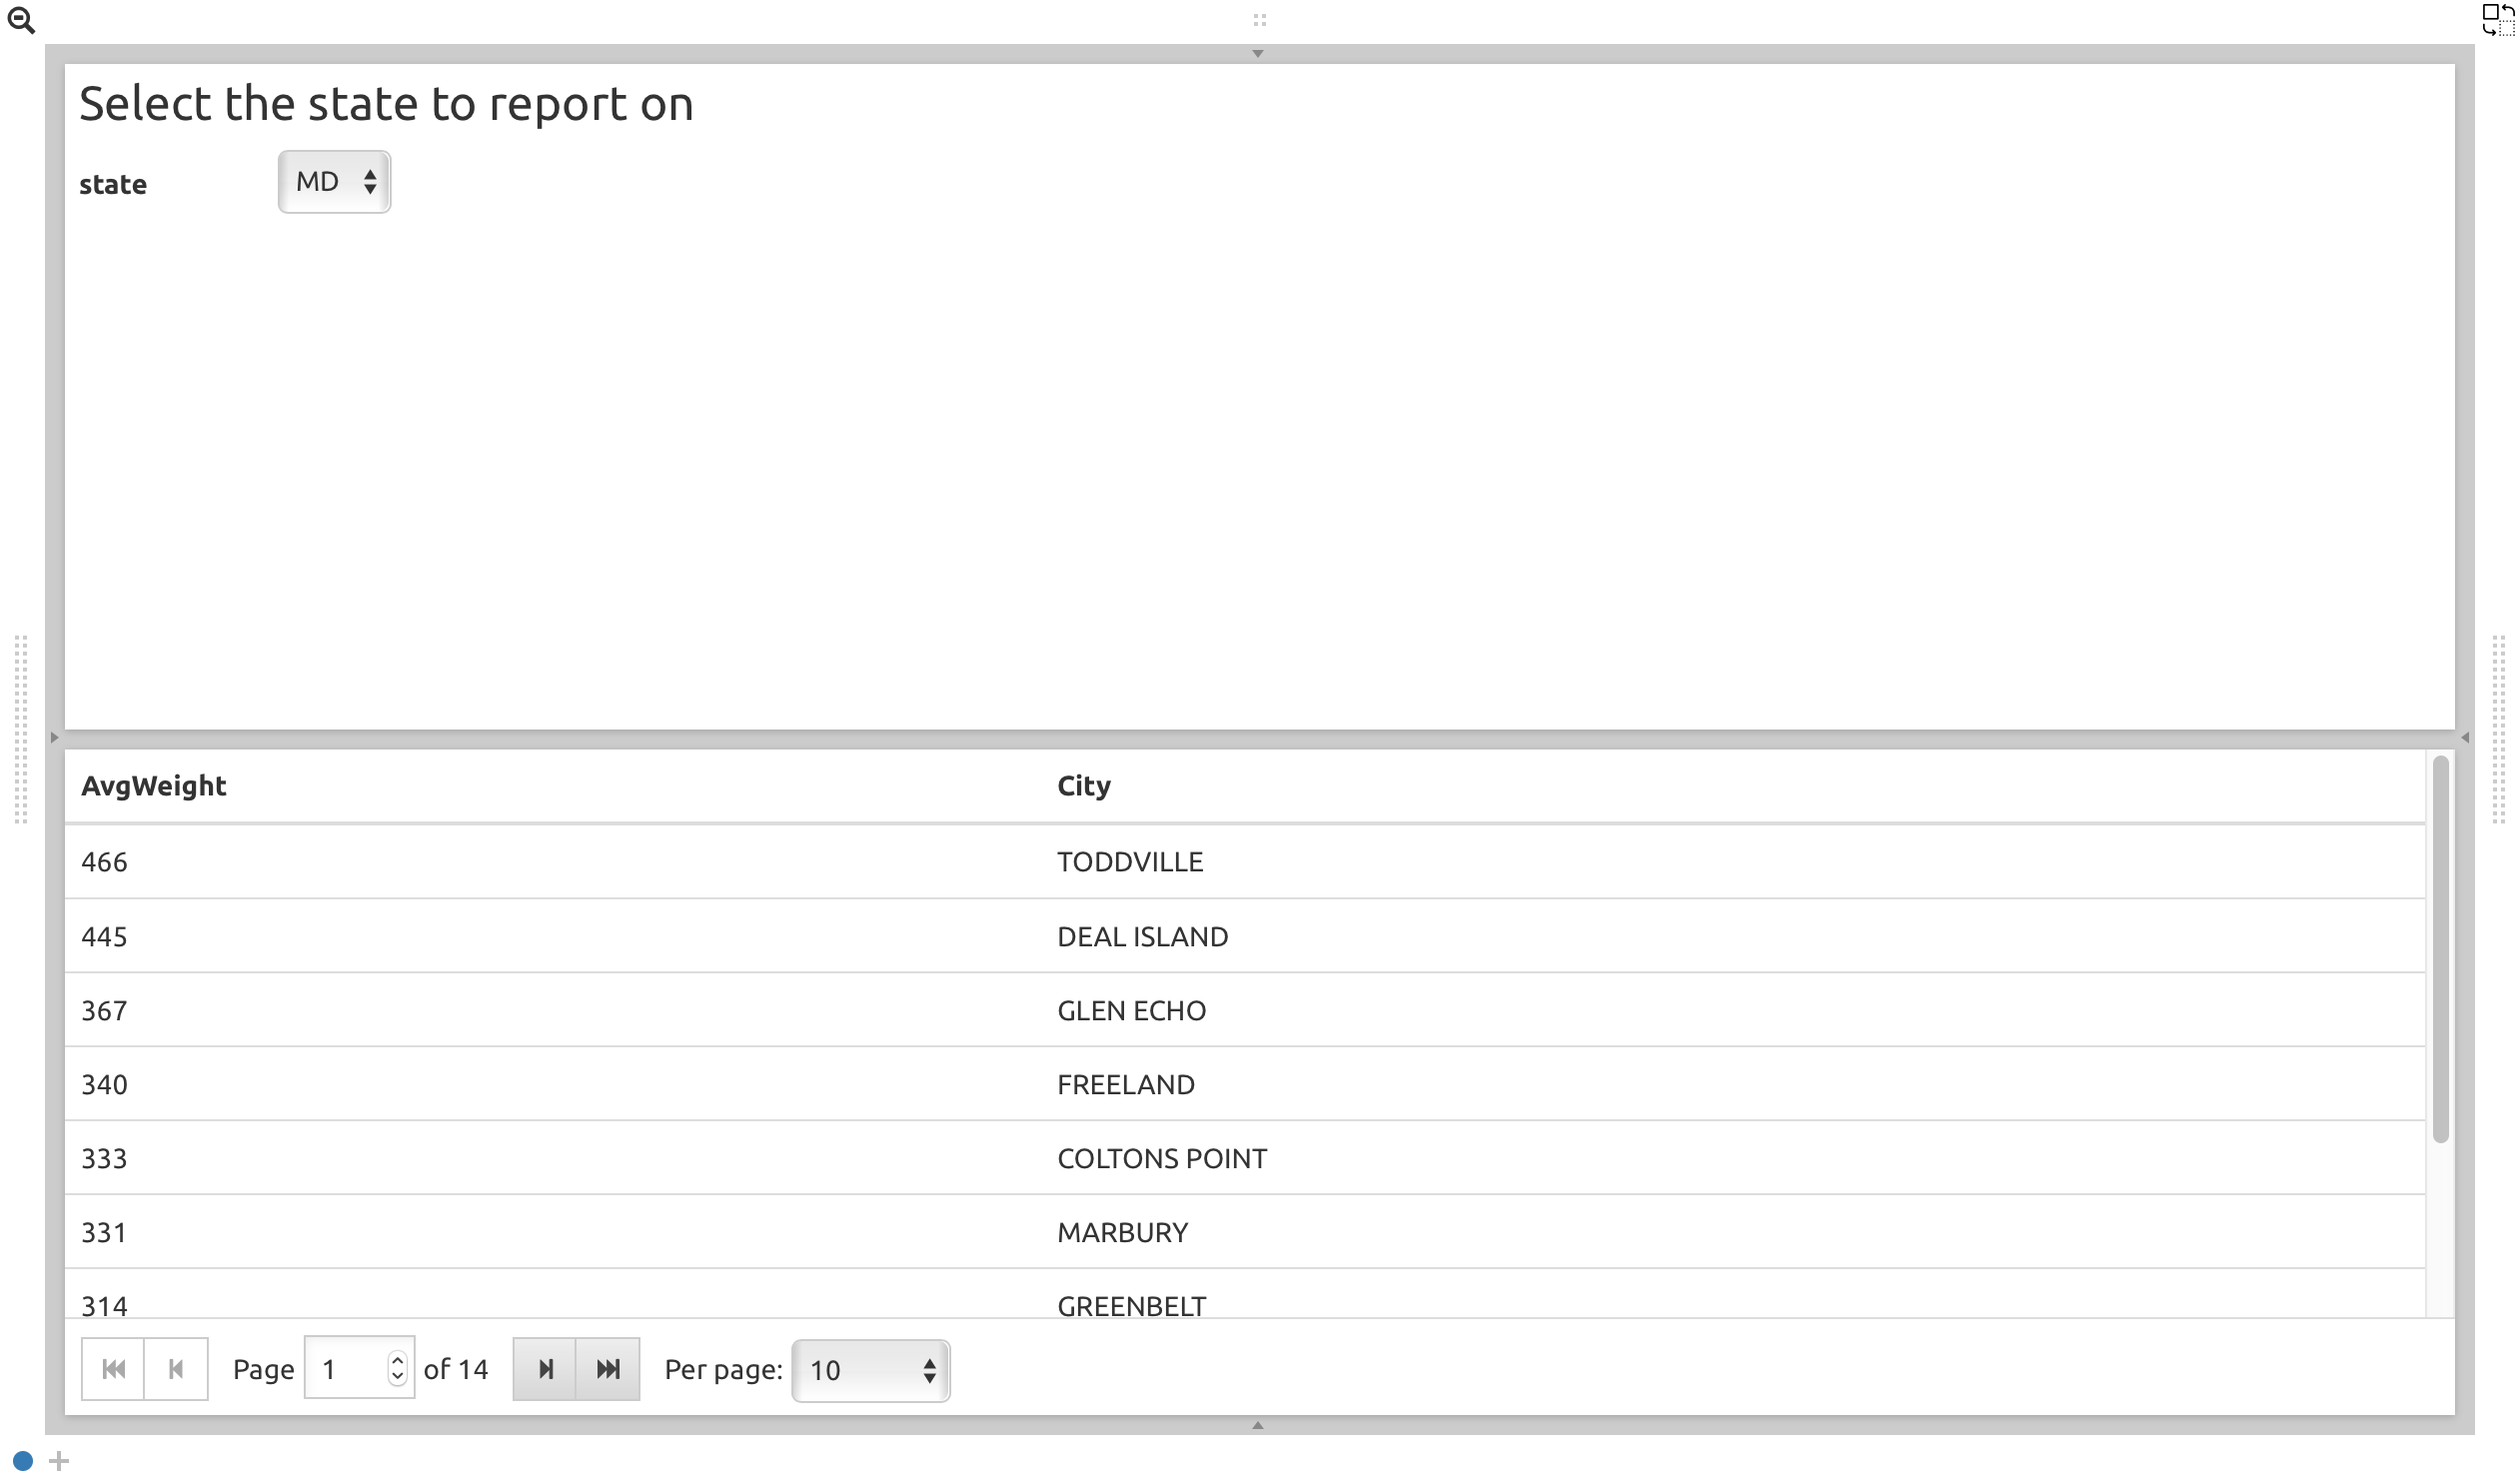 Select the state to report on
state MD
AvgWeight City
466 TODDVILLE
445 DEAL ISLAND
367 GLEN ECHO
340 FREELAND
333 COLTONS POINT
331 MARBURY
314 GREENBELT
Page 1 of 14 Per page: 10